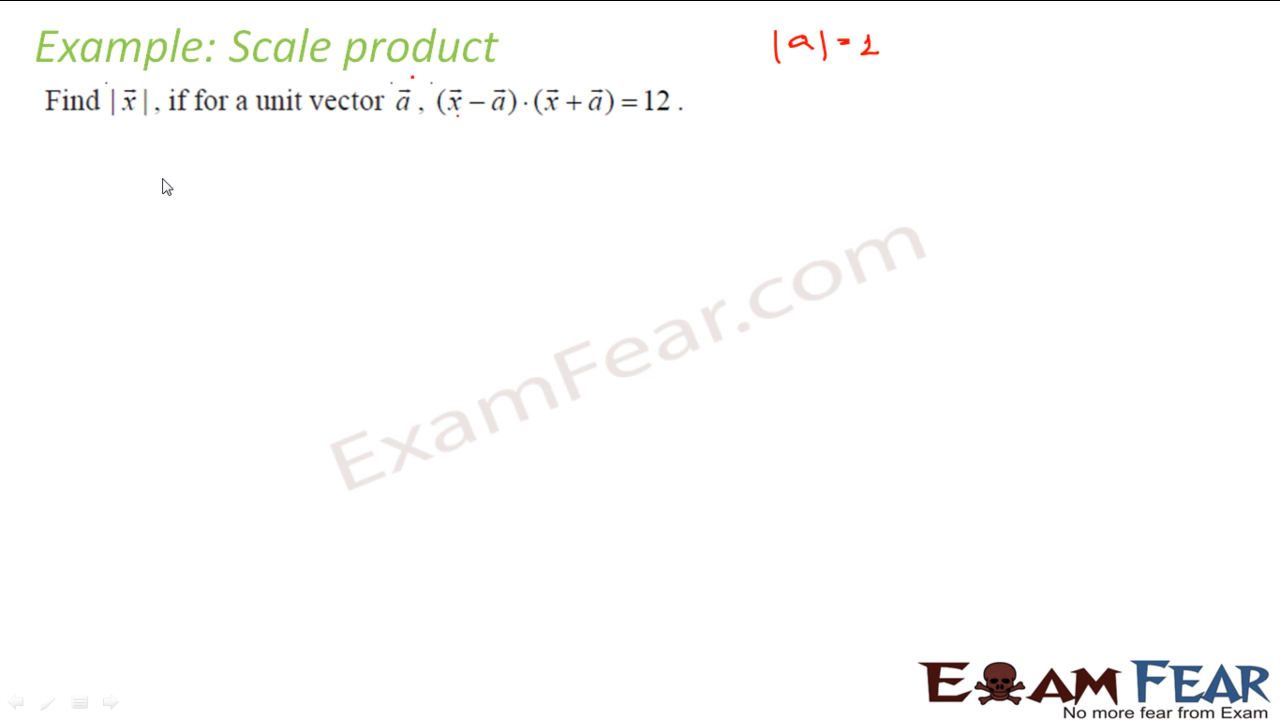 Example: Scale product
|a| = 1
Find | x⃗ | , if for a unit vector a⃗ , (x⃗ − a⃗) · (x⃗ + a⃗) = 12 .
ExamFear.com
EXAM FEAR
No more fear from Exam